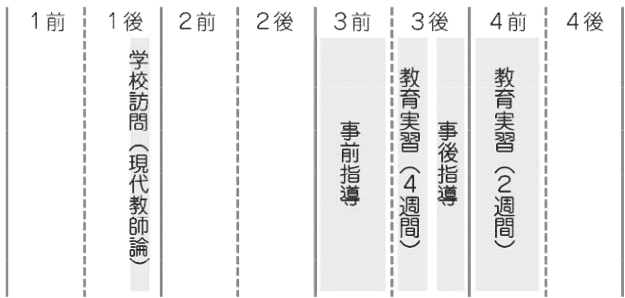 1前 1後 2前 2後 3前 3後 4前 4後
学校訪問（現代教師論）
事前指導
教育実習（4週間）
事後指導
教育実習（2週間）